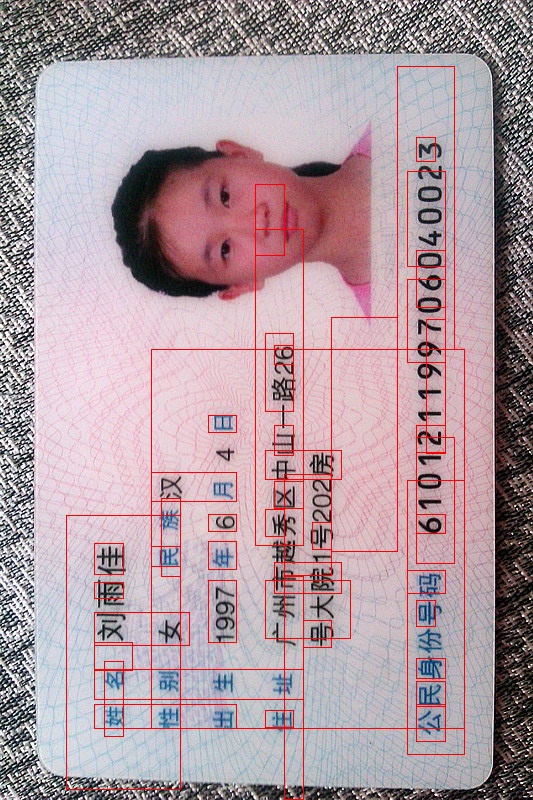 姓名 刘雨佳
性别 女 民族 汉
出生 1997 年 6 月 4 日
住址 广州市越秀区中山一路26
号大院1号202房
公民身份号码 610121199706040023